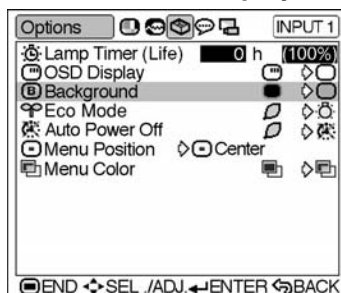 Options INPUT 1
Lamp Timer (Life) 0 h (100%)
OSD Display
B Background
Eco Mode
Auto Power Off
Menu Position Center
Menu Color
END SEL./ADJ. ENTER BACK